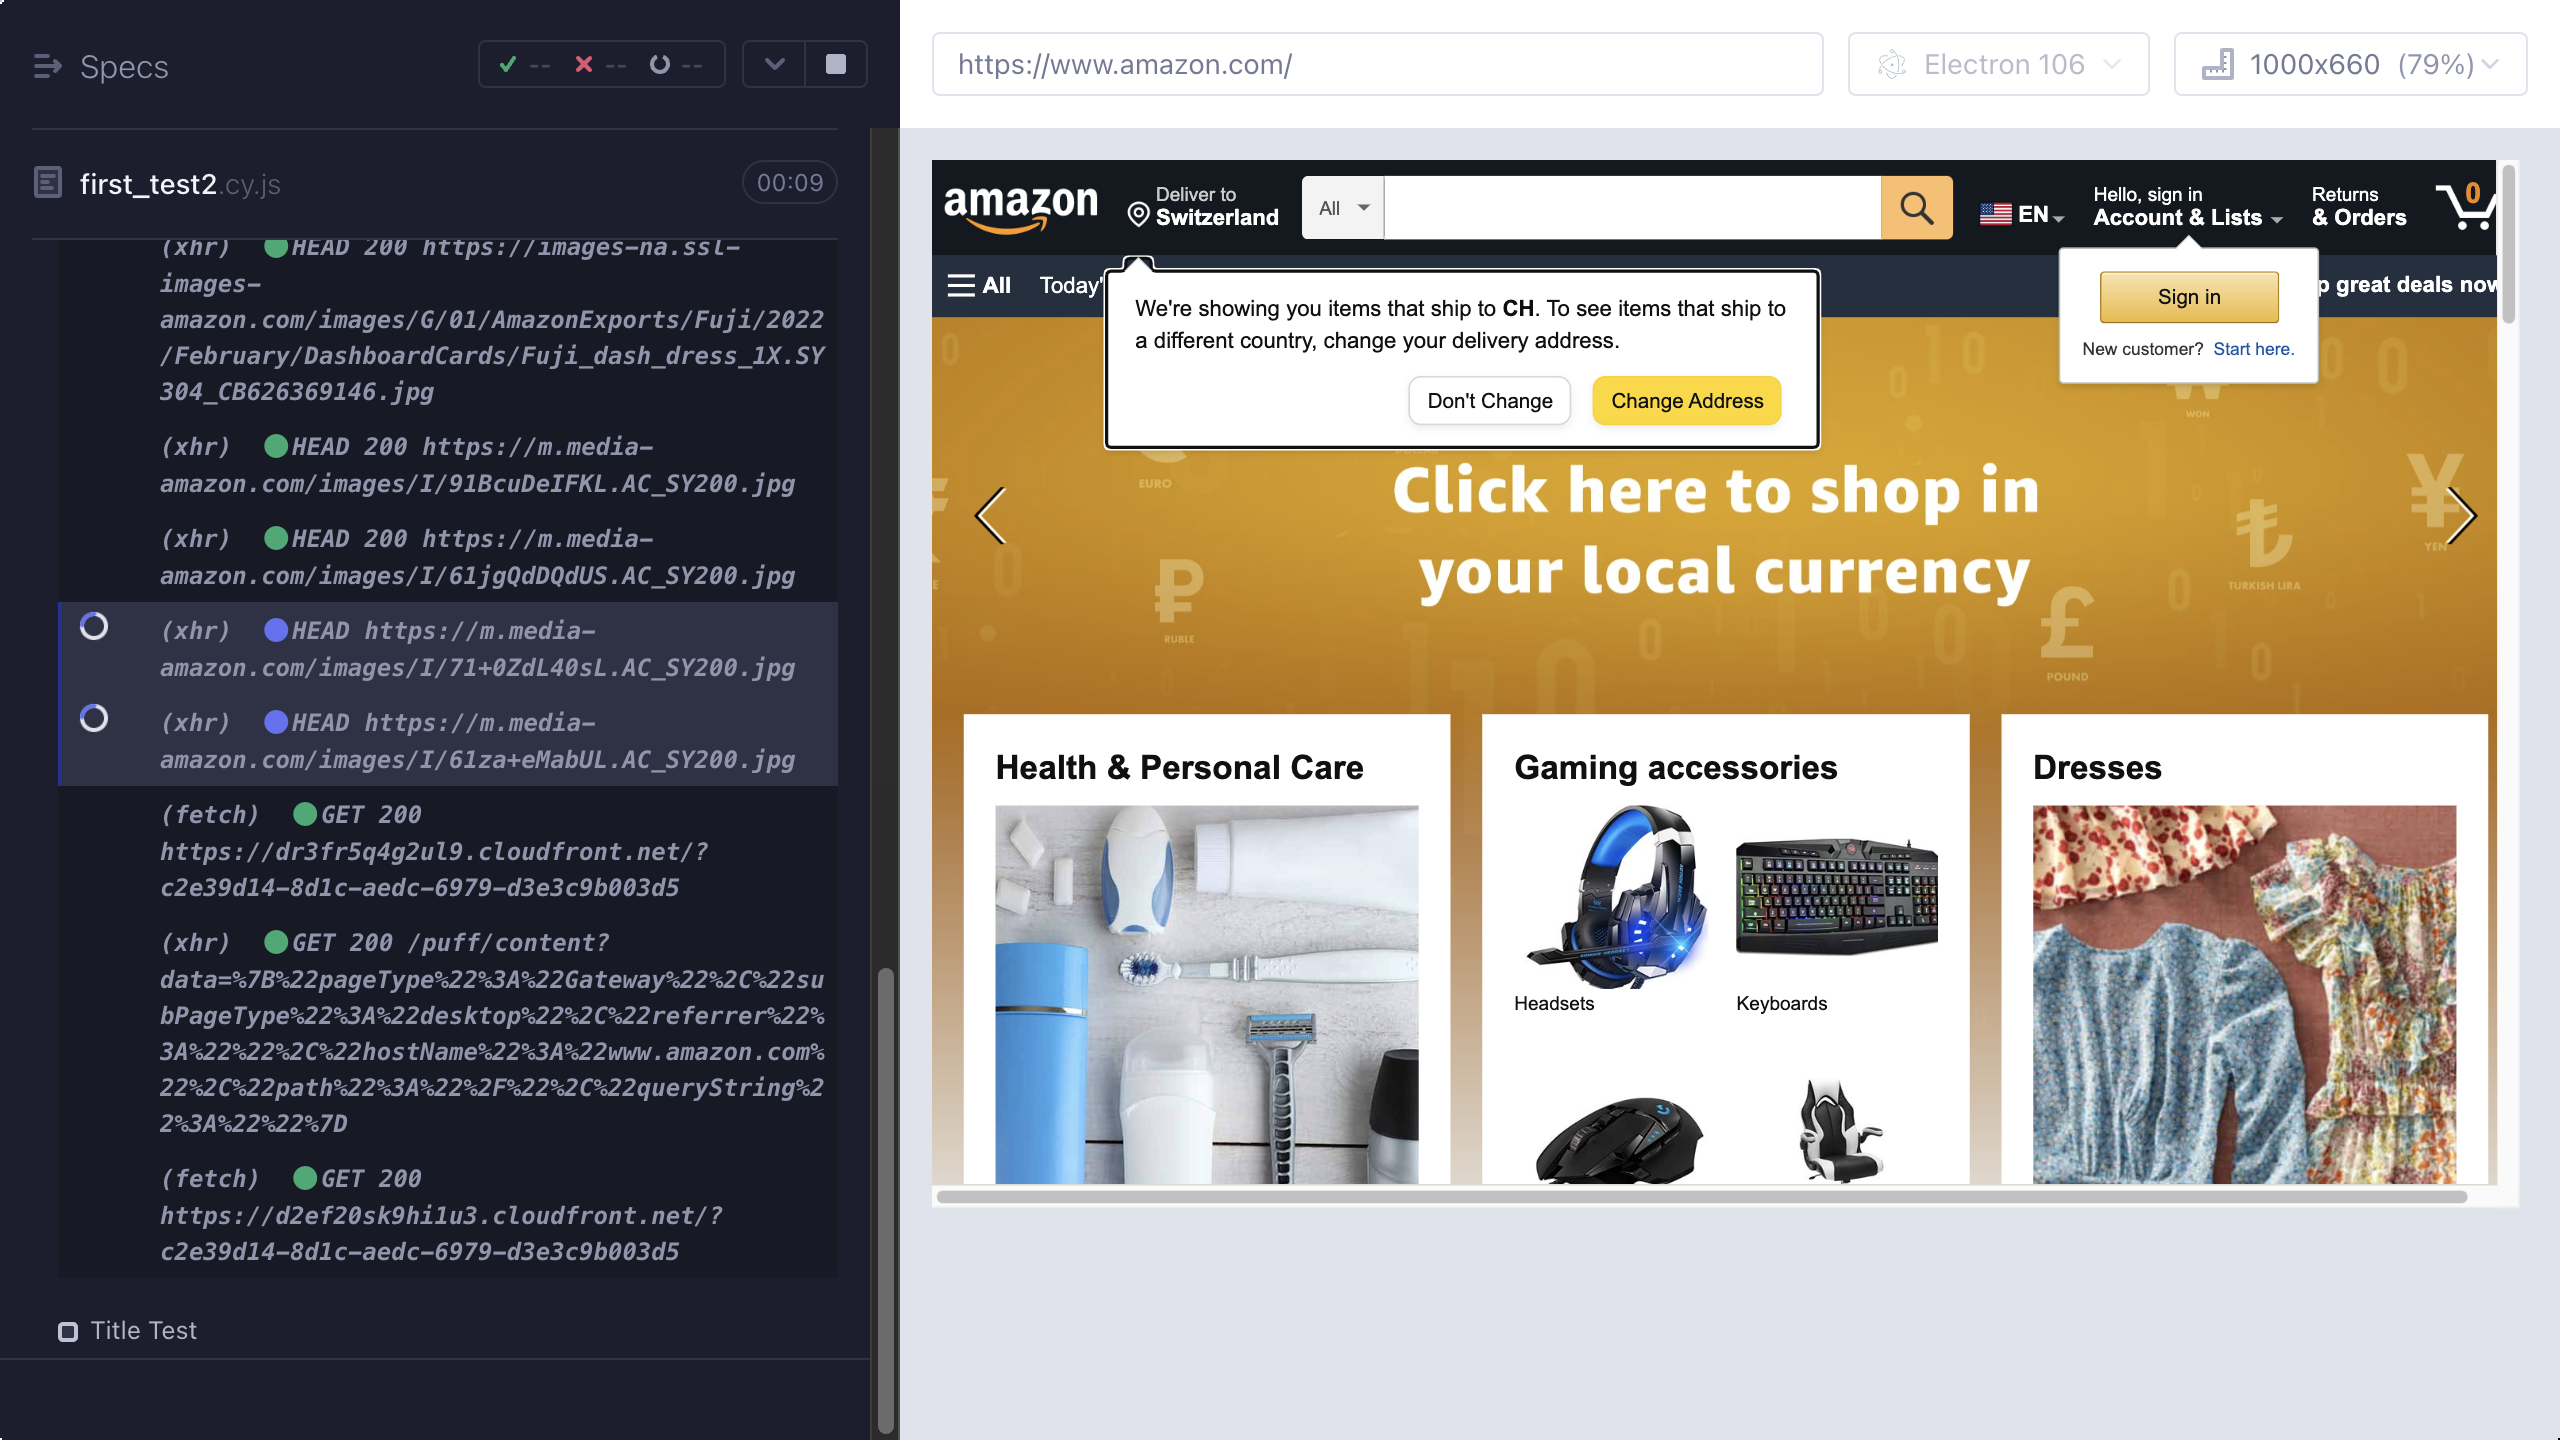 Specs
--
--
--
first_test2.cy.js
00:09
(xhr) HEAD 200 https://images-na.ssl-
images-
amazon.com/images/G/01/AmazonExports/Fuji/2022
/February/DashboardCards/Fuji_dash_dress_1X.SY
304_CB626369146.jpg
(xhr) HEAD 200 https://m.media-
amazon.com/images/I/91BcuDeIFKL.AC_SY200.jpg
(xhr) HEAD 200 https://m.media-
amazon.com/images/I/61jgQdDQdUS.AC_SY200.jpg
(xhr) HEAD https://m.media-
amazon.com/images/I/71+0ZdL40sL.AC_SY200.jpg
(xhr) HEAD https://m.media-
amazon.com/images/I/61za+eMabUL.AC_SY200.jpg
(fetch) GET 200
https://dr3fr5q4g2ul9.cloudfront.net/?
c2e39d14-8d1c-aedc-6979-d3e3c9b003d5
(xhr) GET 200 /puff/content?
data=%7B%22pageType%22%3A%22Gateway%22%2C%22su
bPageType%22%3A%22desktop%22%2C%22referrer%22%
3A%22%22%2C%22hostName%22%3A%22www.amazon.com%
22%2C%22path%22%3A%22%2F%22%2C%22queryString%2
2%3A%22%22%7D
(fetch) GET 200
https://d2ef20sk9hi1u3.cloudfront.net/?
c2e39d14-8d1c-aedc-6979-d3e3c9b003d5
Title Test
https://www.amazon.com/
Electron 106
1000x660 (79%)
amazon
Deliver to
Switzerland
All
EN
Hello, sign in
Account & Lists
Returns
& Orders
0
All
Today'
p great deals now
We're showing you items that ship to CH. To see items that ship to
a different country, change your delivery address.
Don't Change
Change Address
Sign in
New customer? Start here.
WON
EURO
Click here to shop in
your local currency
YEN
TURKISH LIRA
RUBLE
POUND
Health & Personal Care
Gaming accessories
Headsets
Keyboards
Dresses